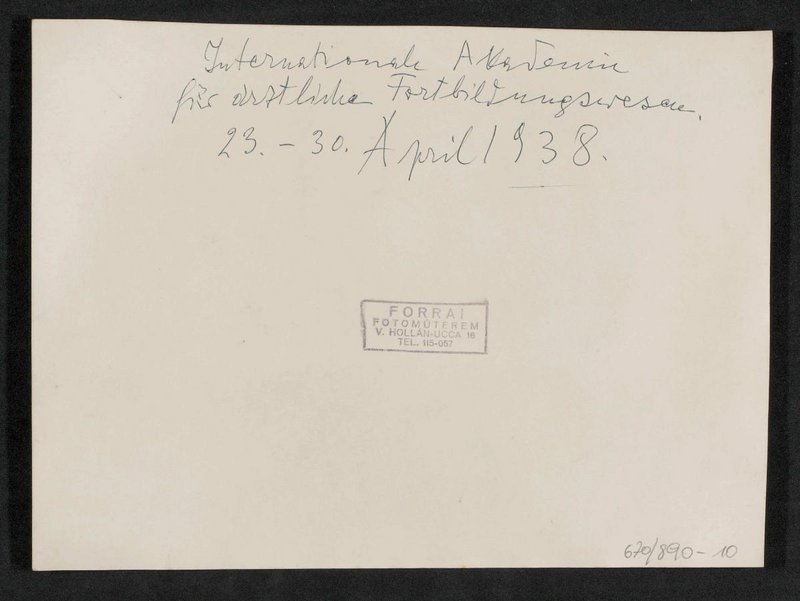 Internationale Akademie
für ärztliche Fortbildungswesen.
23. - 30. April 1938.
FORRAI
FOTOMŰTEREM
V. HOLLÁN-UCCA 16
TEL. 115-057
670/890-10